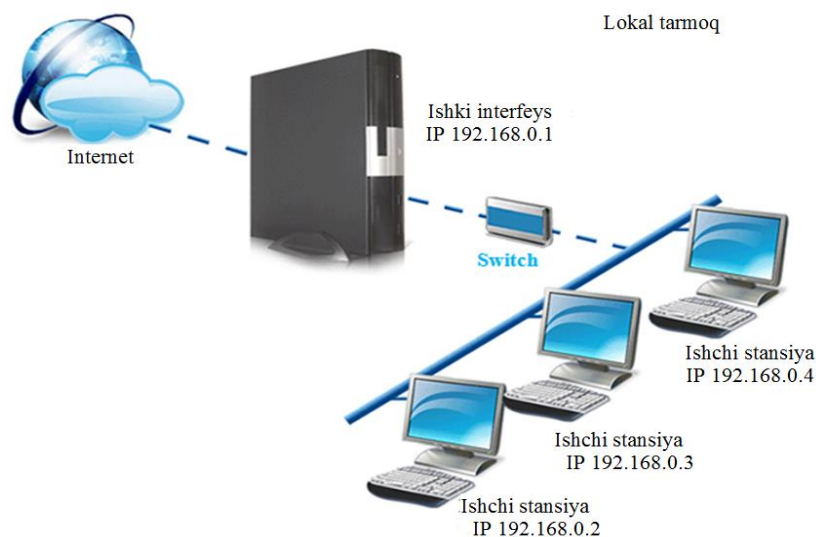 Lokal tarmoq
Ishki interfeys
IP 192.168.0.1
Internet
Switch
Ishchi stansiya
IP 192.168.0.4
Ishchi stansiya
IP 192.168.0.3
Ishchi stansiya
IP 192.168.0.2